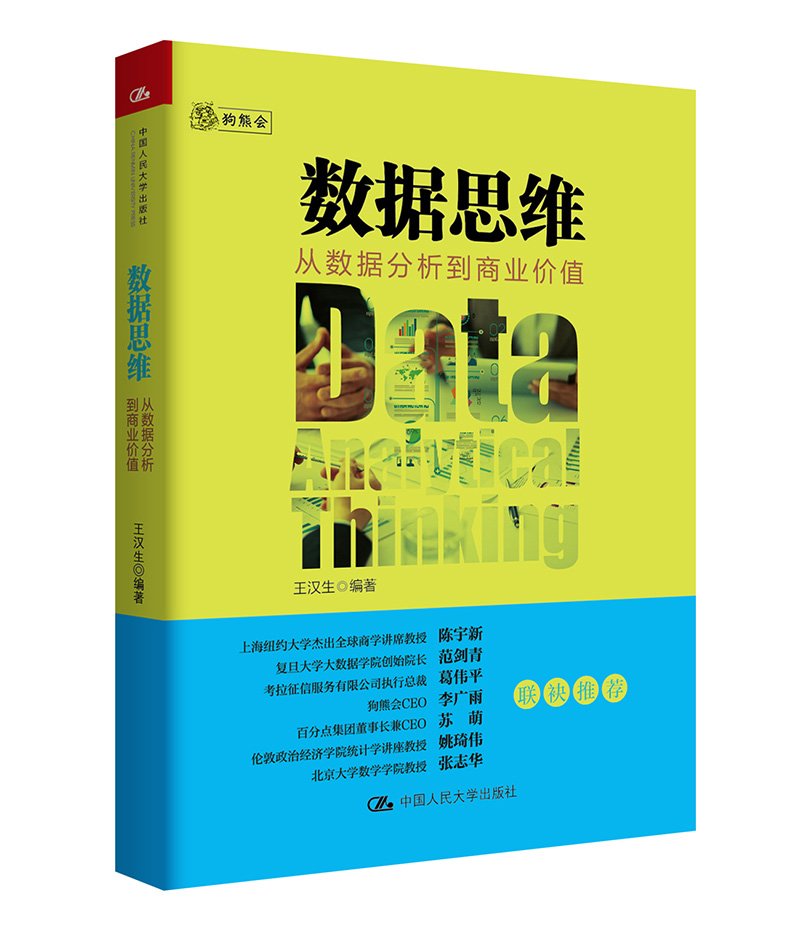 中国人民大学出版社
CHINA RENMIN UNIVERSITY PRESS
数据思维
从数据分析
到商业价值
王汉生◎编著
狗熊会
数据思维
从数据分析到商业价值
Data
Analytical
Thinking
王汉生◎编著
上海纽约大学杰出全球商学讲席教授 陈宇新
复旦大学大数据学院创始院长 范剑青
考拉征信服务有限公司执行总裁 葛伟平
狗熊会CEO 李广雨
百分点集团董事长兼CEO 苏 萌
伦敦政治经济学院统计学讲座教授 姚琦伟
北京大学数学学院教授 张志华
联袂推荐
中国人民大学出版社